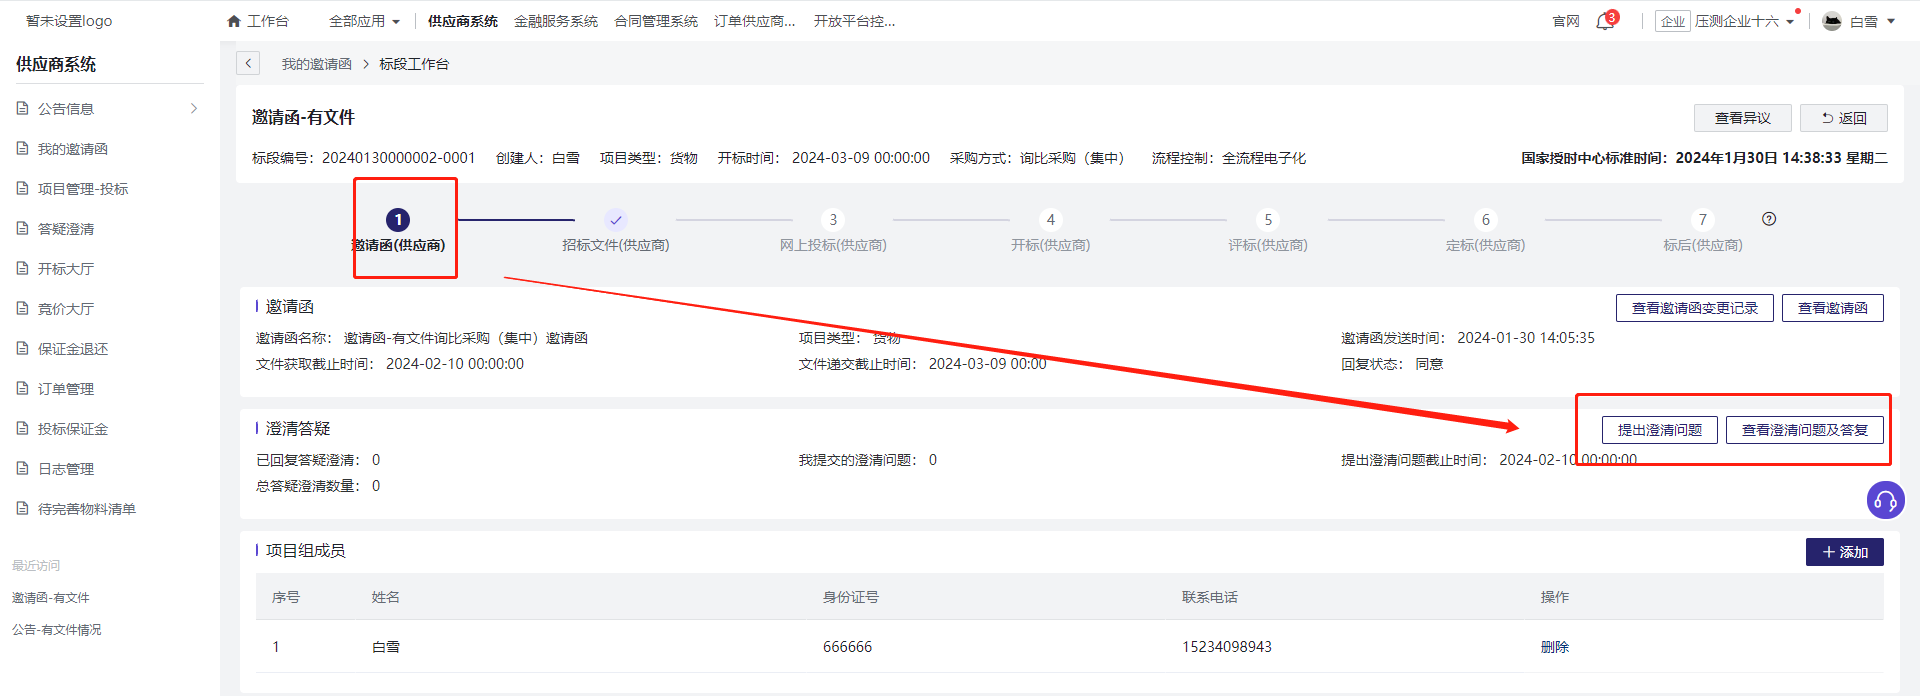 暂未设置logo
工作台 全部应用 供应商系统 金融服务系统 合同管理系统 订单供应商... 开放平台控...
官网 3 企业 压测企业十六 白雪
供应商系统
公告信息
我的邀请函
项目管理-投标
答疑澄清
开标大厅
竞价大厅
保证金退还
订单管理
投标保证金
日志管理
待完善物料清单
最近访问
邀请函-有文件
公告-有文件情况
我的邀请函 > 标段工作台
邀请函-有文件
查看异议 返回
标段编号：20240130000002-0001 创建人：白雪 项目类型：货物 开标时间： 2024-03-09 00:00:00 采购方式：询比采购（集中） 流程控制：全流程电子化
国家授时中心标准时间：2024年1月30日 14:38:33 星期二
1 3 4 5 6 7
邀请函(供应商) 招标文件(供应商) 网上投标(供应商) 开标(供应商) 评标(供应商) 定标(供应商) 标后(供应商)
邀请函
查看邀请函变更记录 查看邀请函
邀请函名称： 邀请函-有文件询比采购（集中）邀请函 项目类型： 货物 邀请函发送时间： 2024-01-30 14:05:35
文件获取截止时间： 2024-02-10 00:00:00 文件递交截止时间： 2024-03-09 00:00 回复状态： 同意
澄清答疑
提出澄清问题 查看澄清问题及答复
已回复答疑澄清： 0 我提交的澄清问题： 0 提出澄清问题截止时间： 2024-02-10 00:00:00
总答疑澄清数量： 0
项目组成员
添加
序号 姓名 身份证号 联系电话 操作
1 白雪 666666 15234098943 删除